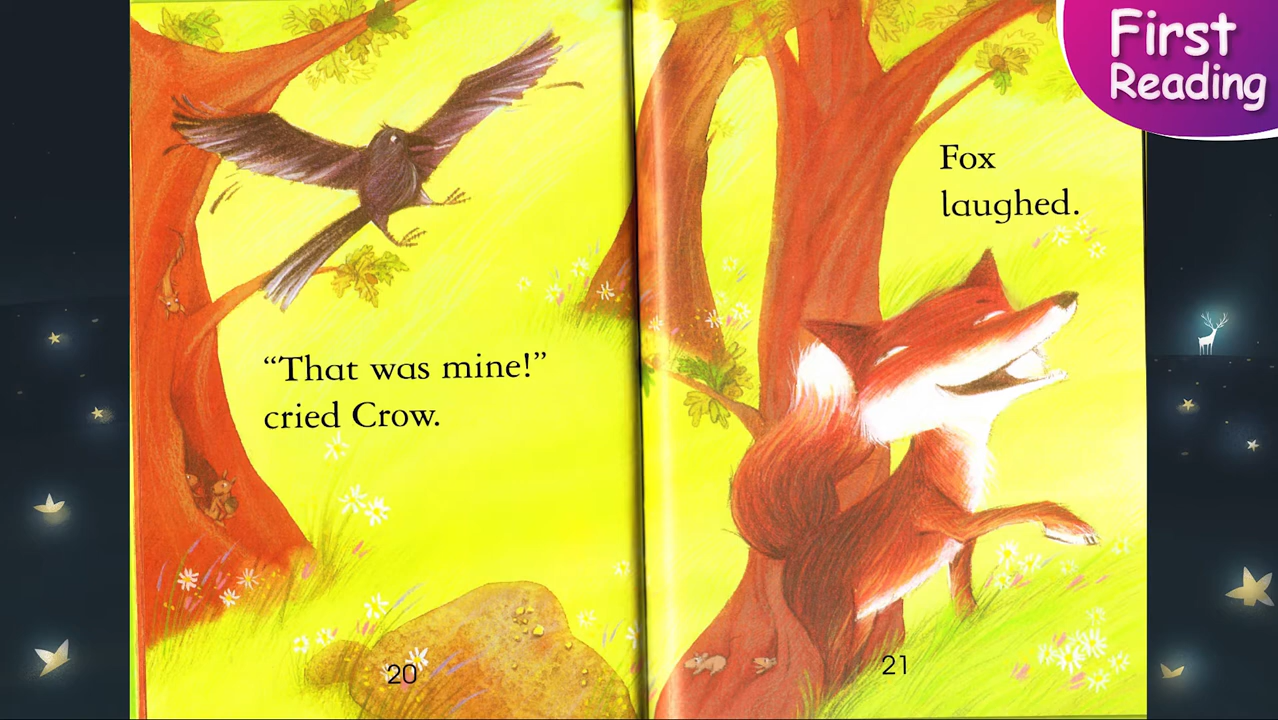 “That was mine!”
cried Crow.
20
Fox
laughed.
21
First
Reading